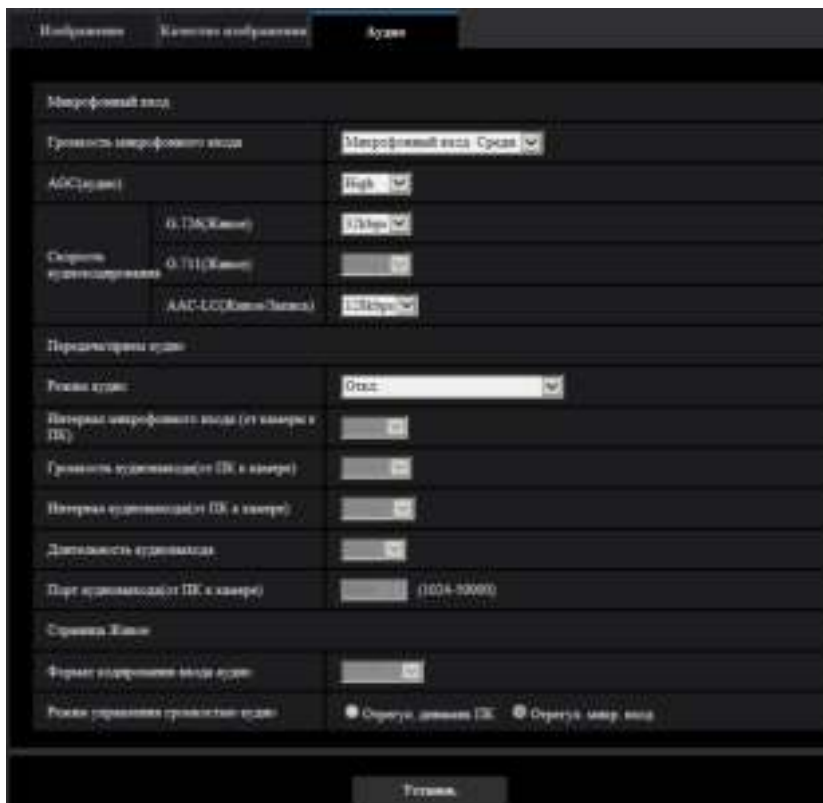 Изображение Качество изображения Аудио
Микрофонный вход
Громкость микрофонного входа Микрофонный вход Средн
AGC(аудио) High
Скорость аудиокодирования
G.726(Живое) 32kbps
G.711(Живое)
AAC-LC(Живое/Запись)
Передача/прием аудио
Режим аудио Откл.
Интервал микрофонного входа (от камеры к ПК)
Громкость аудиовыхода(от ПК к камере)
Интервал аудиовыхода(от ПК к камере)
Длительность аудиовыхода
Порт аудиовыхода(от ПК к камере) (1024-50000)
Страница Живое
Формат кодирования входа аудио
Режим управления громкостью аудио Отрегул. динамик ПК Отрегул. микр. вход
Установ.